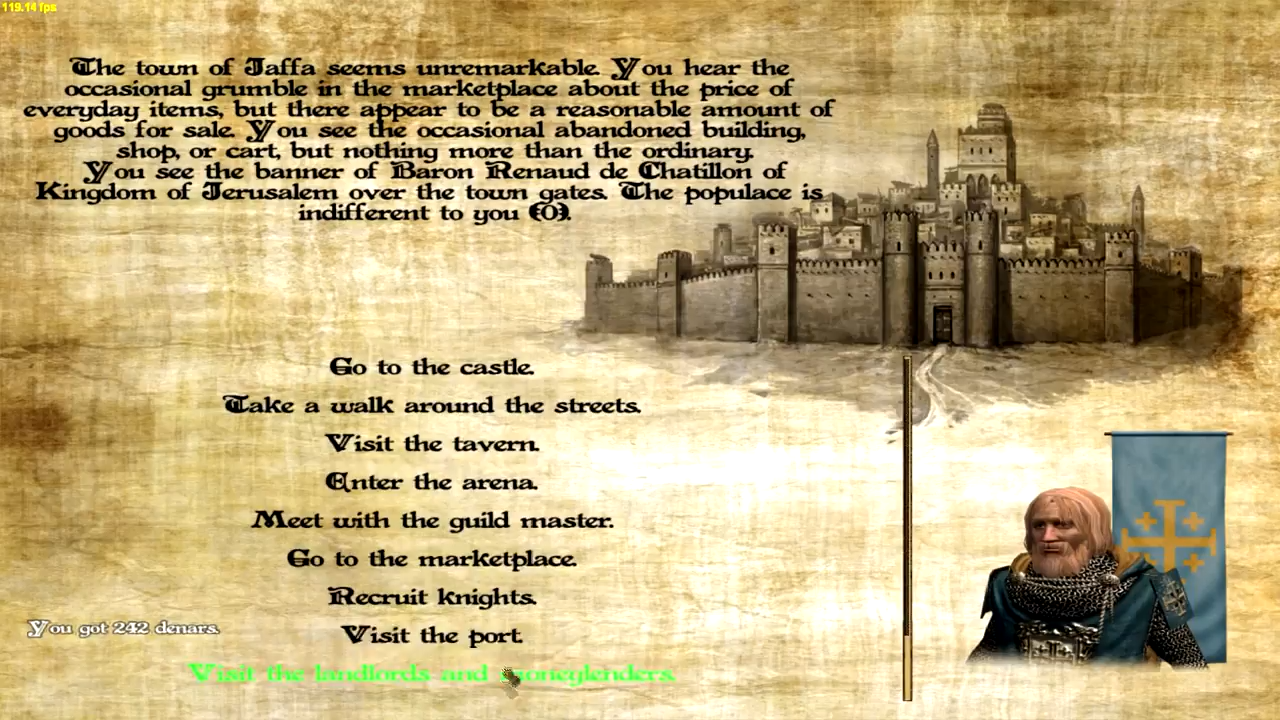 119.14 fps
The town of Jaffa seems unremarkable. You hear the
occasional grumble in the marketplace about the price of
everyday items, but there appear to be a reasonable amount of
goods for sale. You see the occasional abandoned building,
shop, or cart, but nothing more than the ordinary.
You see the banner of Baron Renaud de Chatillon of
Kingdom of Jerusalem over the town gates. The populace is
indifferent to you (0).
Go to the castle.
Take a walk around the streets.
Visit the tavern.
Enter the arena.
Meet with the guild master.
Go to the marketplace.
Recruit knights.
You got 242 denars.
Visit the port.
Visit the landlords and moneylenders.